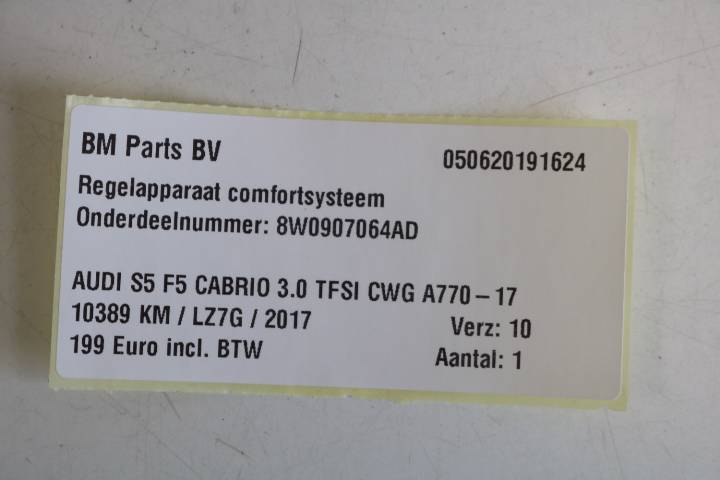 BM Parts BV 050620191624
Regelapparaat comfortsysteem
Onderdeelnummer: 8W0907064AD
AUDI S5 F5 CABRIO 3.0 TFSI CWG A770-17
10389 KM / LZ7G / 2017 Verz: 10
199 Euro incl. BTW Aantal: 1